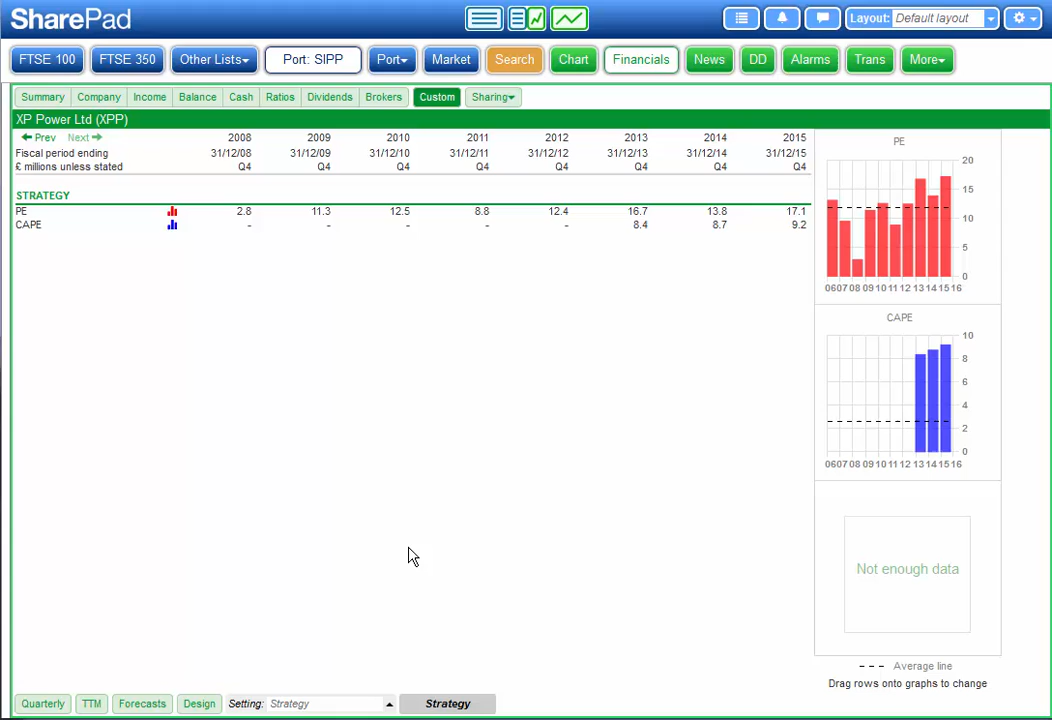 SharePad
Layout: Default layout
FTSE 100 FTSE 350 Other Lists Port: SIPP Port Market Search Chart Financials News DD Alarms Trans More
Summary Company Income Balance Cash Ratios Dividends Brokers Custom Sharing
XP Power Ltd (XPP)
Prev Next 2008 2009 2010 2011 2012 2013 2014 2015
Fiscal period ending 31/12/08 31/12/09 31/12/10 31/12/11 31/12/12 31/12/13 31/12/14 31/12/15
£ millions unless stated Q4 Q4 Q4 Q4 Q4 Q4 Q4 Q4
STRATEGY
PE 2.8 11.3 12.5 8.8 12.4 16.7 13.8 17.1
CAPE - - - - - 8.4 8.7 9.2
PE
20
15
10
5
0
06 07 08 09 10 11 12 13 14 15 16
CAPE
10
8
6
4
2
0
06 07 08 09 10 11 12 13 14 15 16
Not enough data
--- Average line
Drag rows onto graphs to change
Quarterly TTM Forecasts Design Setting: Strategy Strategy